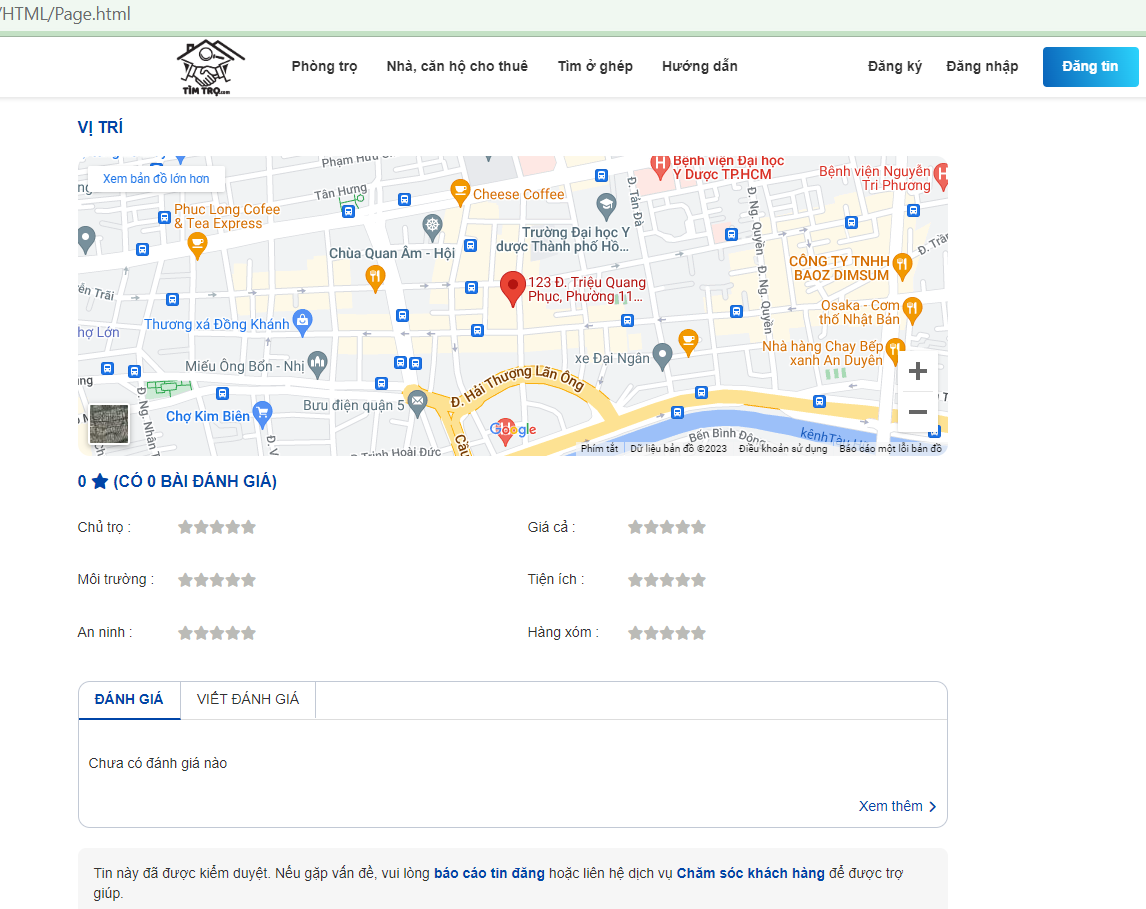 /HTML/Page.html
TÌM TRỌ.com
Phòng trọ
Nhà, căn hộ cho thuê
Tìm ở ghép
Hướng dẫn
Đăng ký
Đăng nhập
Đăng tin
VỊ TRÍ
Xem bản đồ lớn hơn
Phạm Hữu
Tân Hưng
Cheese Coffee
Phuc Long Cofee
& Tea Express
Chùa Quan Âm - Hội
Bệnh viện Đại học
Y Dược TP.HCM
Bệnh viện Nguyễn
Tri Phương
Đ. Tản Đà
Trường Đại học Y
dược Thành phố Hồ...
Đ. Ng. Quyền
Đ. Ng. Quyền
CÔNG TY TNHH
BAOZ DIMSUM
123 Đ. Triệu Quang
Phục, Phường 11...
Thương xá Đồng Khánh
Osaka - Cơm
thố Nhật Bản
Nhà hàng Chay Bếp
xanh An Duyên
Miếu Ông Bổn - Nhị
xe Đại Ngân
Đ. Hải Thượng Lãn Ông
Bưu điện quận 5
Chợ Kim Biên
Đ. Ng. Nhân
Google
Trịnh Hoài Đức
Bến Bình Đông
kênh Tàu
Phím tắt
Dữ liệu bản đồ ©2023
Điều khoản sử dụng
Báo cáo một lỗi bản đồ
0 ★ (CÓ 0 BÀI ĐÁNH GIÁ)
Chủ trọ :
Giá cả :
Môi trường :
Tiện ích :
An ninh :
Hàng xóm :
ĐÁNH GIÁ
VIẾT ĐÁNH GIÁ
Chưa có đánh giá nào
Xem thêm
Tin này đã được kiểm duyệt. Nếu gặp vấn đề, vui lòng báo cáo tin đăng hoặc liên hệ dịch vụ Chăm sóc khách hàng để được trợ
giúp.